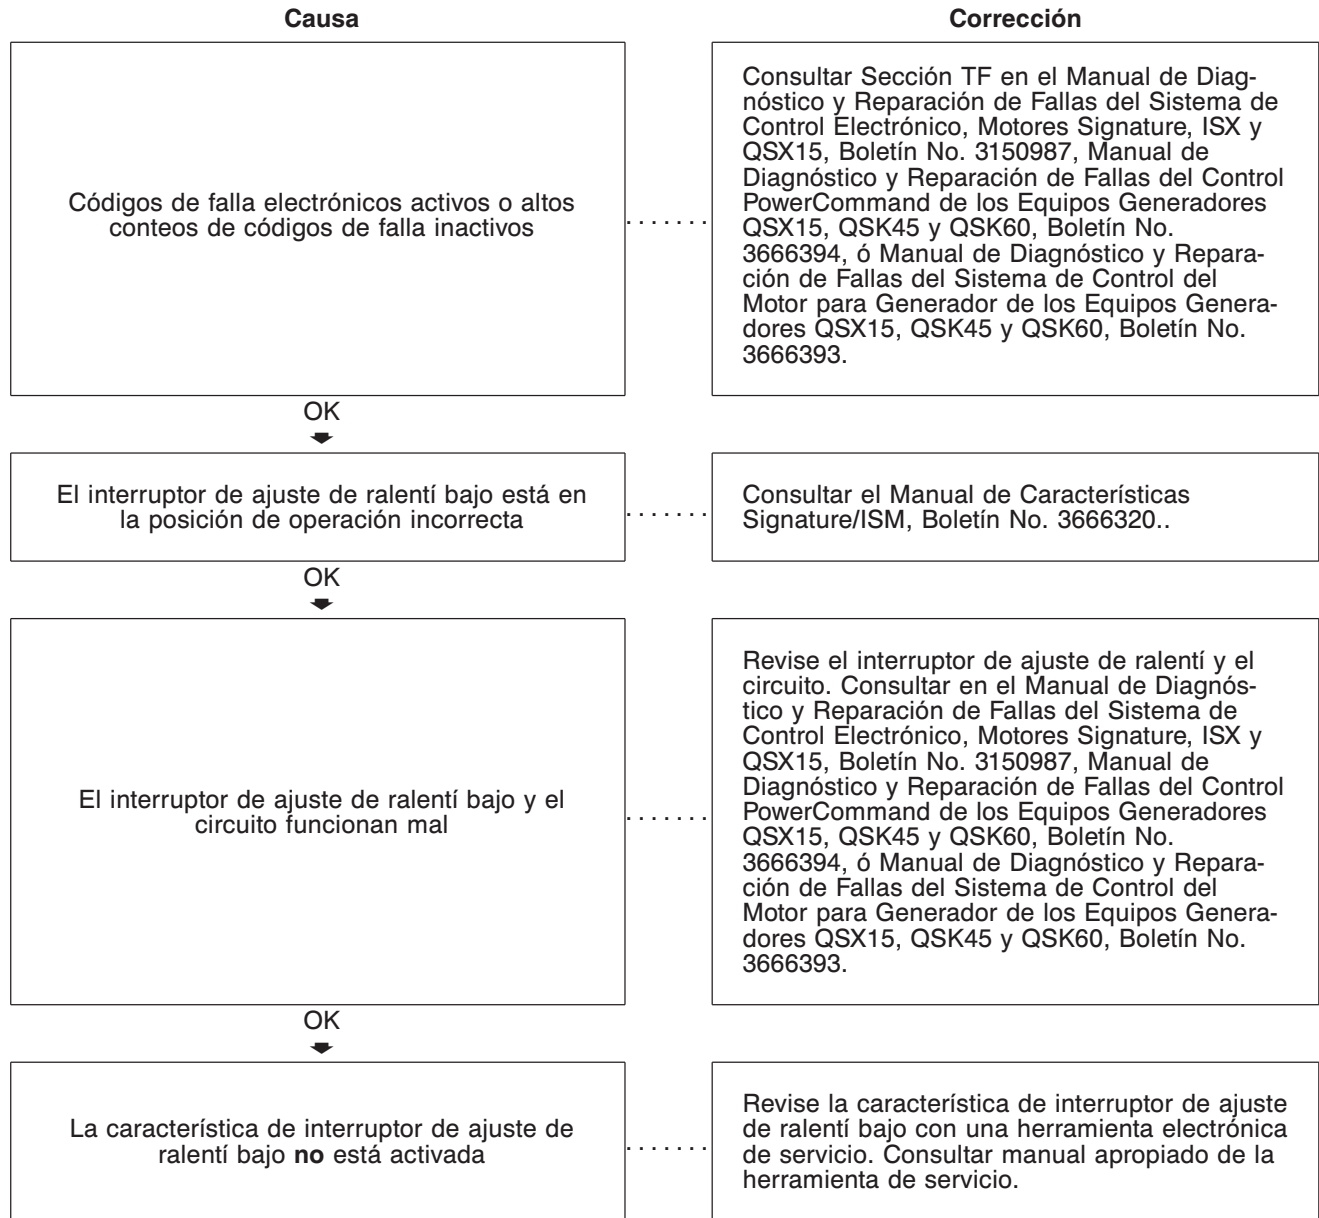 Causa
Corrección
Códigos de falla electrónicos activos o altos
conteos de códigos de falla inactivos
. . . . . . .
Consultar Sección TF en el Manual de Diag-
nóstico y Reparación de Fallas del Sistema de
Control Electrónico, Motores Signature, ISX y
QSX15, Boletín No. 3150987, Manual de
Diagnóstico y Reparación de Fallas del Control
PowerCommand de los Equipos Generadores
QSX15, QSK45 y QSK60, Boletín No.
3666394, ó Manual de Diagnóstico y Repara-
ción de Fallas del Sistema de Control del
Motor para Generador de los Equipos Genera-
dores QSX15, QSK45 y QSK60, Boletín No.
3666393.
OK
El interruptor de ajuste de ralentí bajo está en
la posición de operación incorrecta
. . . . . . .
Consultar el Manual de Características
Signature/ISM, Boletín No. 3666320..
OK
El interruptor de ajuste de ralentí bajo y el
circuito funcionan mal
. . . . . . .
Revise el interruptor de ajuste de ralentí y el
circuito. Consultar en el Manual de Diagnós-
tico y Reparación de Fallas del Sistema de
Control Electrónico, Motores Signature, ISX y
QSX15, Boletín No. 3150987, Manual de
Diagnóstico y Reparación de Fallas del Control
PowerCommand de los Equipos Generadores
QSX15, QSK45 y QSK60, Boletín No.
3666394, ó Manual de Diagnóstico y Repara-
ción de Fallas del Sistema de Control del
Motor para Generador de los Equipos Genera-
dores QSX15, QSK45 y QSK60, Boletín No.
3666393.
OK
La característica de interruptor de ajuste de
ralentí bajo no está activada
. . . . . . .
Revise la característica de interruptor de ajuste
de ralentí bajo con una herramienta electrónica
de servicio. Consultar manual apropiado de la
herramienta de servicio.